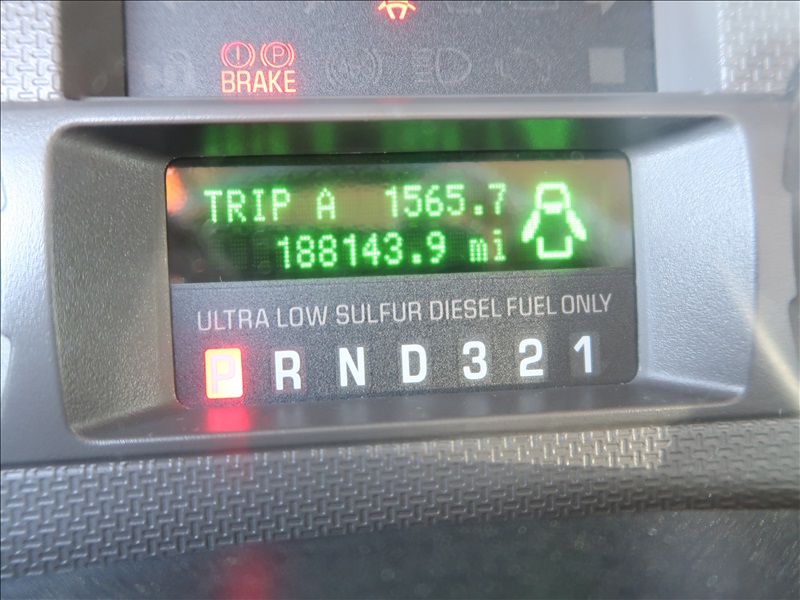 (!) (P)
BRAKE
TRIP A 1565.7
188143.9 mi
ULTRA LOW SULFUR DIESEL FUEL ONLY
P R N D 3 2 1